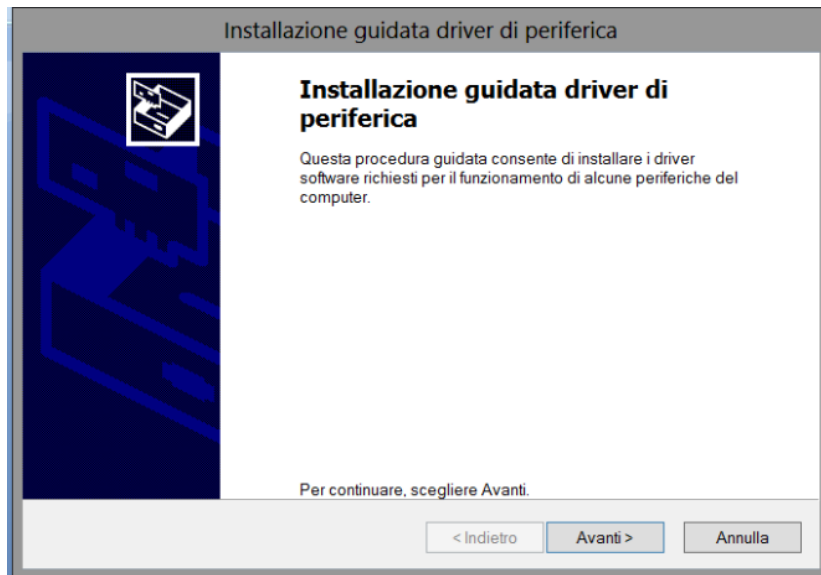 Installazione guidata driver di periferica
Installazione guidata driver di
periferica
Questa procedura guidata consente di installare i driver
software richiesti per il funzionamento di alcune periferiche del
computer.
Per continuare, scegliere Avanti.
< Indietro
Avanti >
Annulla